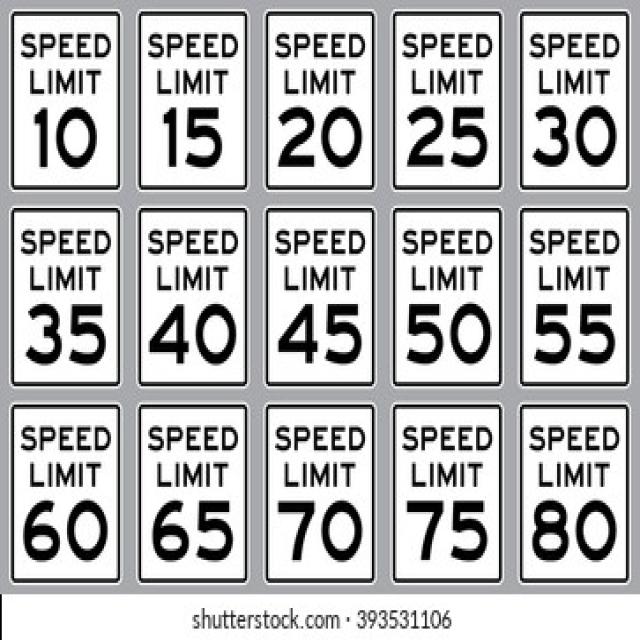 SPEED LIMIT 10
SPEED LIMIT 15
SPEED LIMIT 20
SPEED LIMIT 25
SPEED LIMIT 30
SPEED LIMIT 35
SPEED LIMIT 40
SPEED LIMIT 45
SPEED LIMIT 50
SPEED LIMIT 55
SPEED LIMIT 60
SPEED LIMIT 65
SPEED LIMIT 70
SPEED LIMIT 75
SPEED LIMIT 80
shutterstock.com · 393531106